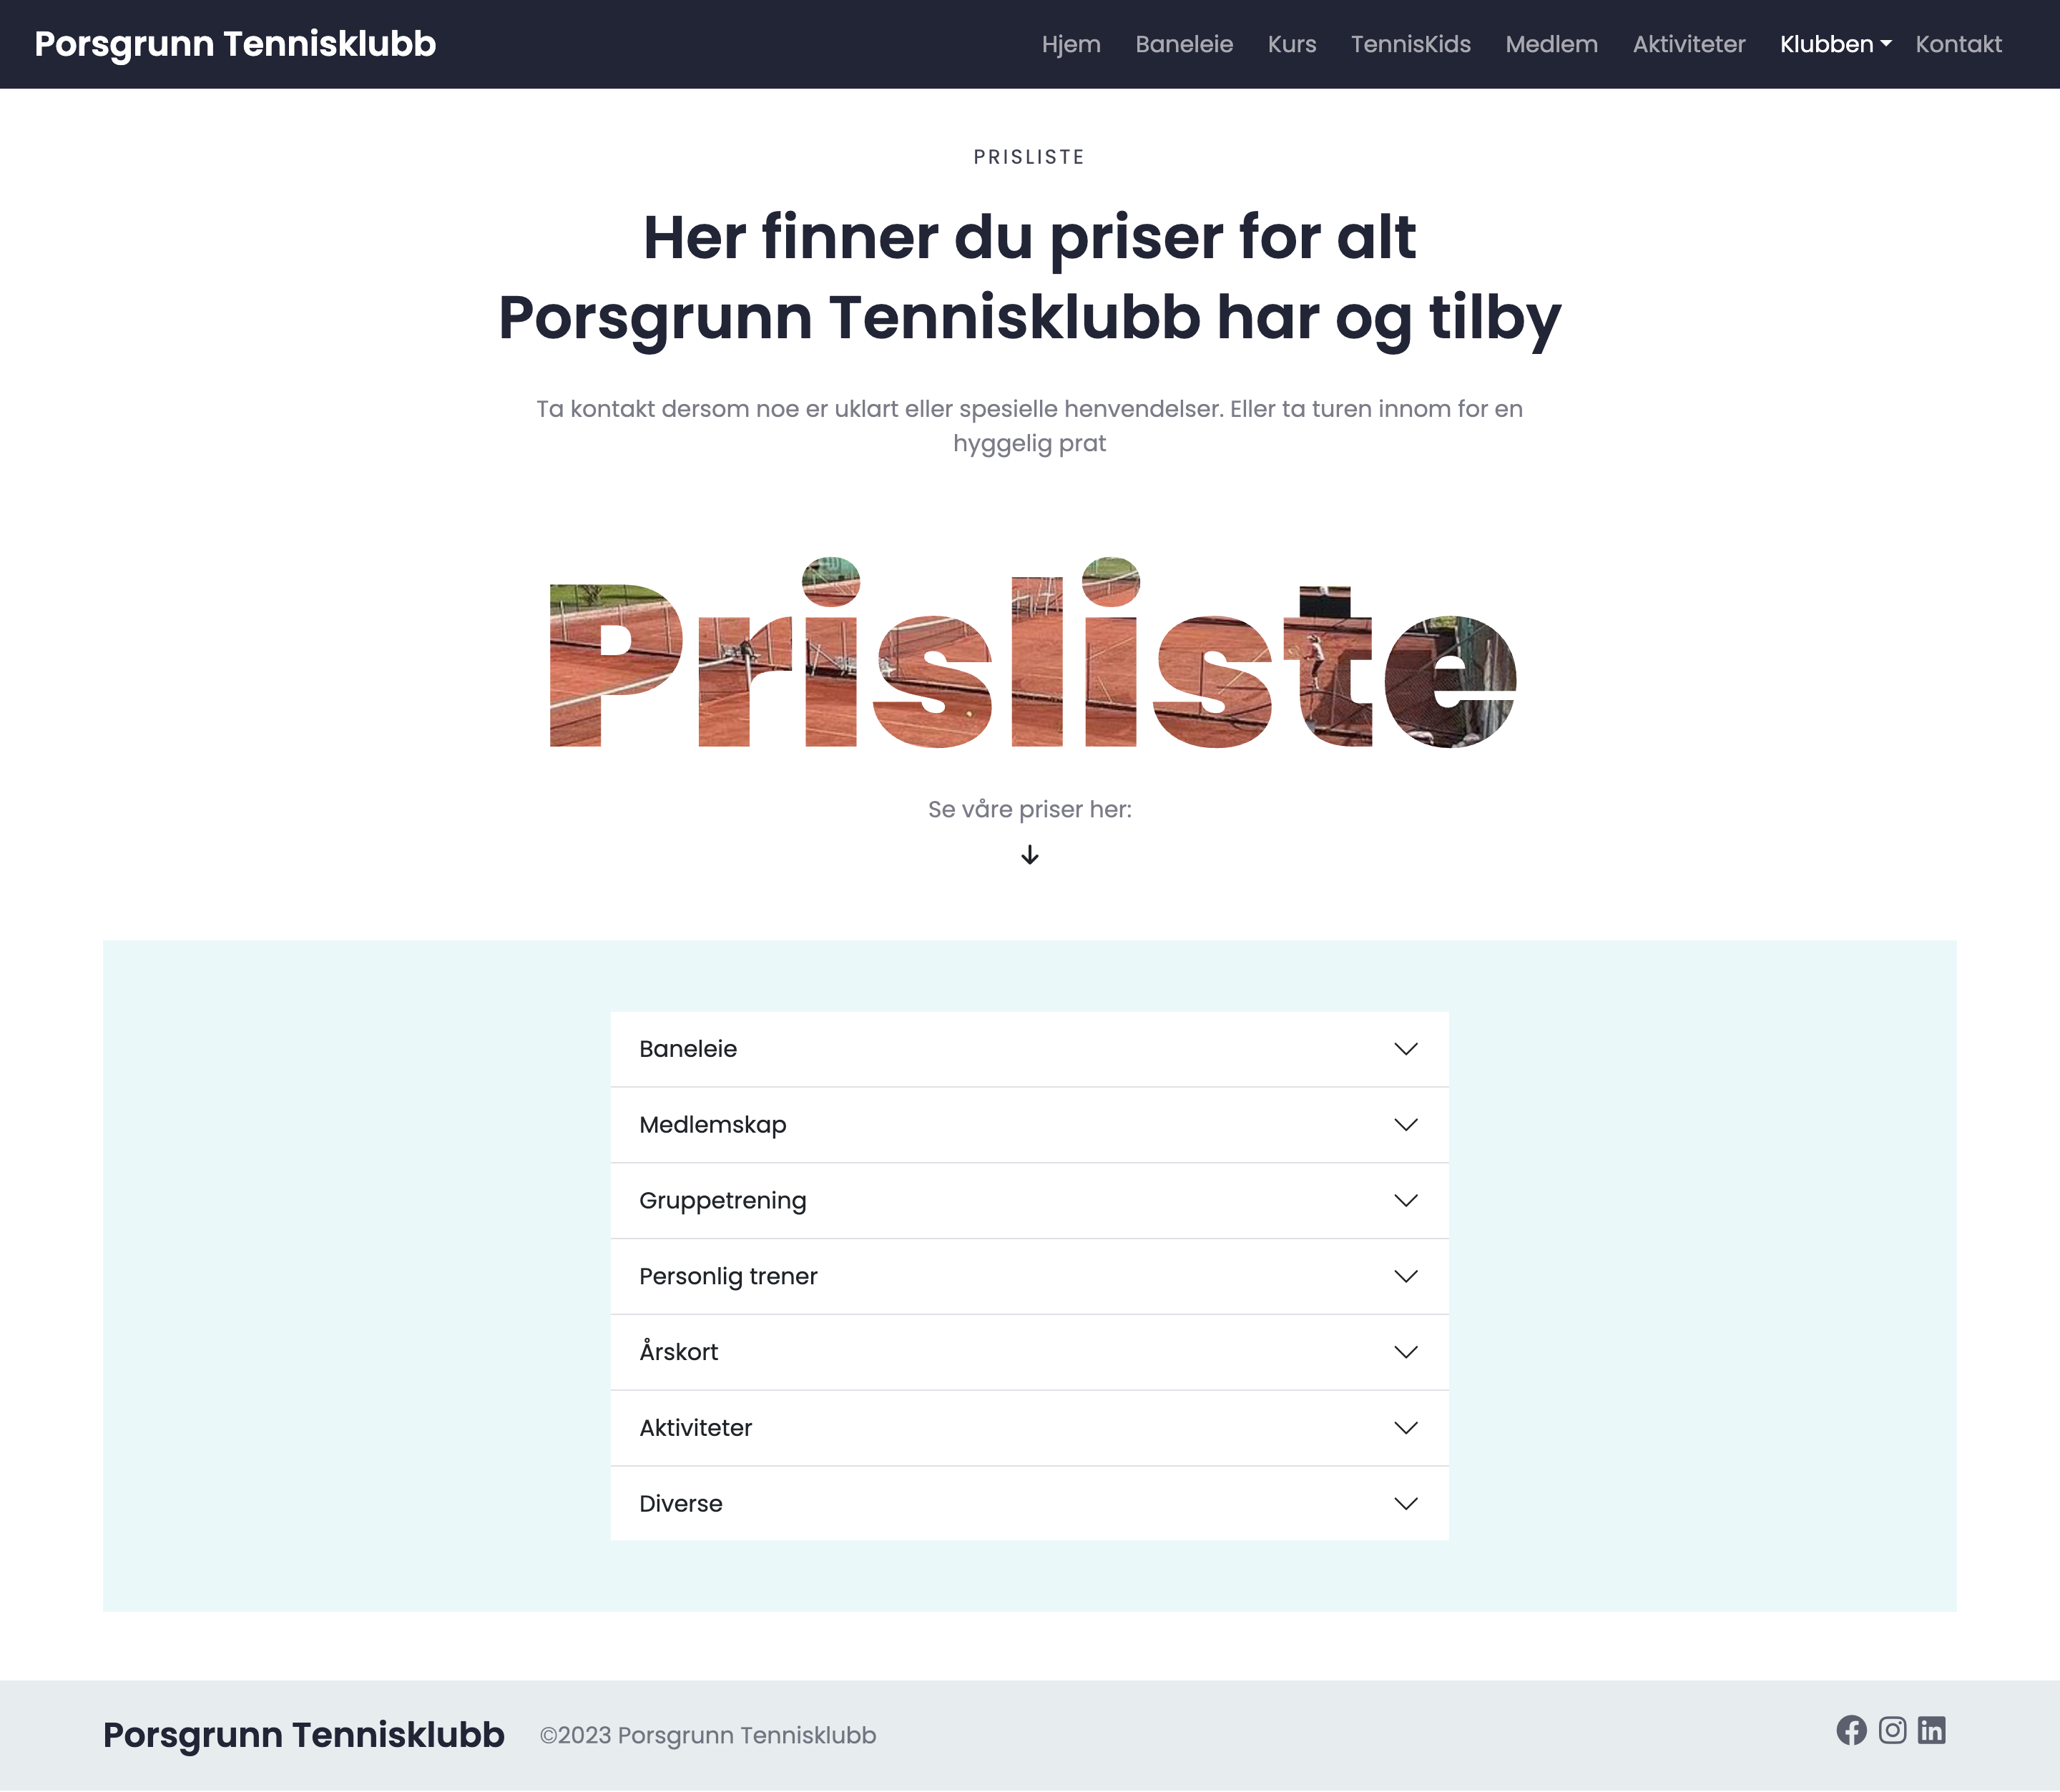 Porsgrunn Tennisklubb
Hjem Baneleie Kurs TennisKids Medlem Aktiviteter Klubben Kontakt
PRISLISTE
Her finner du priser for alt
Porsgrunn Tennisklubb har og tilby
Ta kontakt dersom noe er uklart eller spesielle henvendelser. Eller ta turen innom for en
hyggelig prat
Prisliste
Se våre priser her:
Baneleie
Medlemskap
Gruppetrening
Personlig trener
Årskort
Aktiviteter
Diverse
Porsgrunn Tennisklubb ©2023 Porsgrunn Tennisklubb